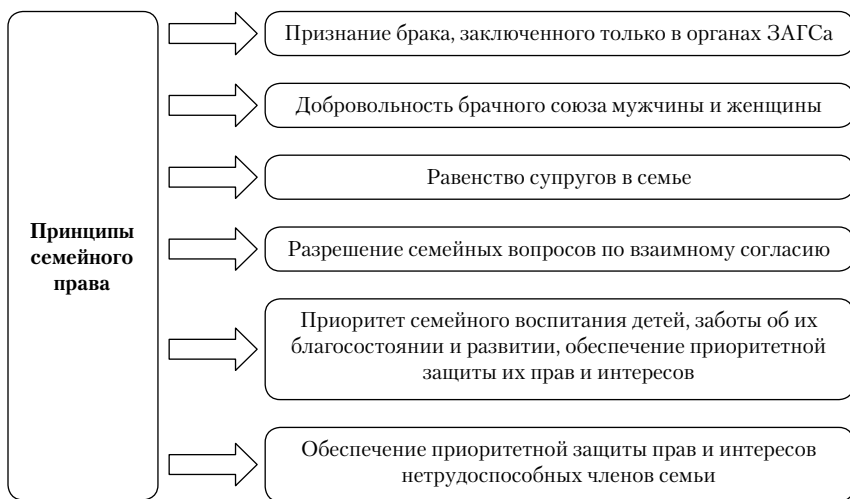 Принципы
семейного
права
Признание брака, заключенного только в органах ЗАГСа
Добровольность брачного союза мужчины и женщины
Равенство супругов в семье
Разрешение семейных вопросов по взаимному согласию
Приоритет семейного воспитания детей, заботы об их
благосостоянии и развитии, обеспечение приоритетной
защиты их прав и интересов
Обеспечение приоритетной защиты прав и интересов
нетрудоспособных членов семьи